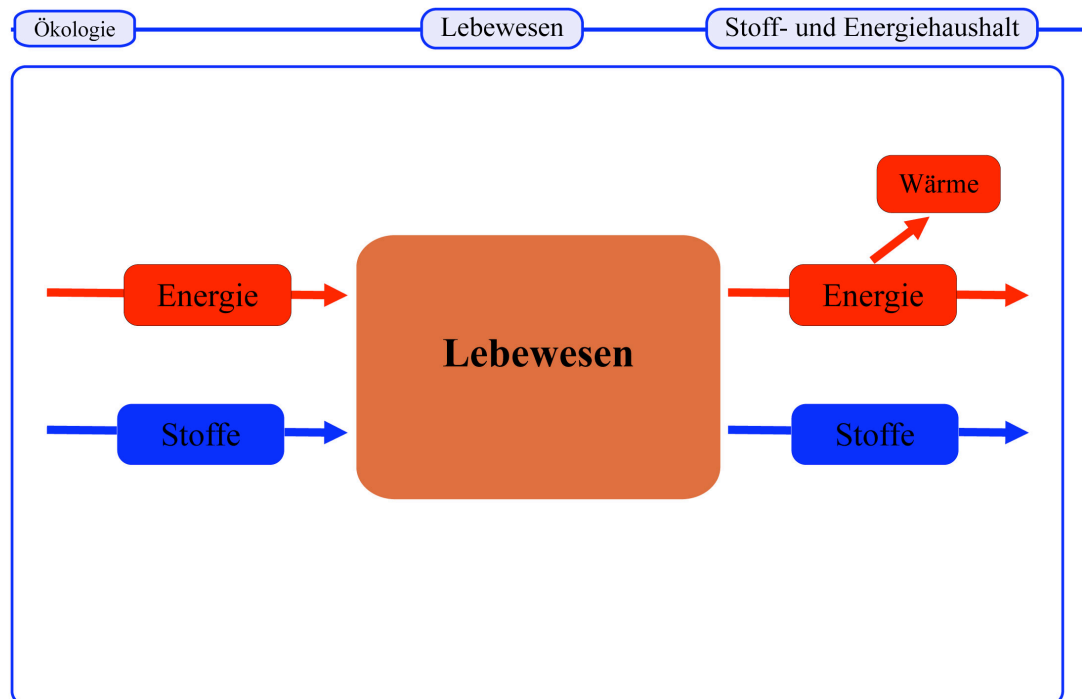 Ökologie
Lebewesen
Stoff- und Energiehaushalt
Wärme
Energie
Lebewesen
Energie
Stoffe
Stoffe